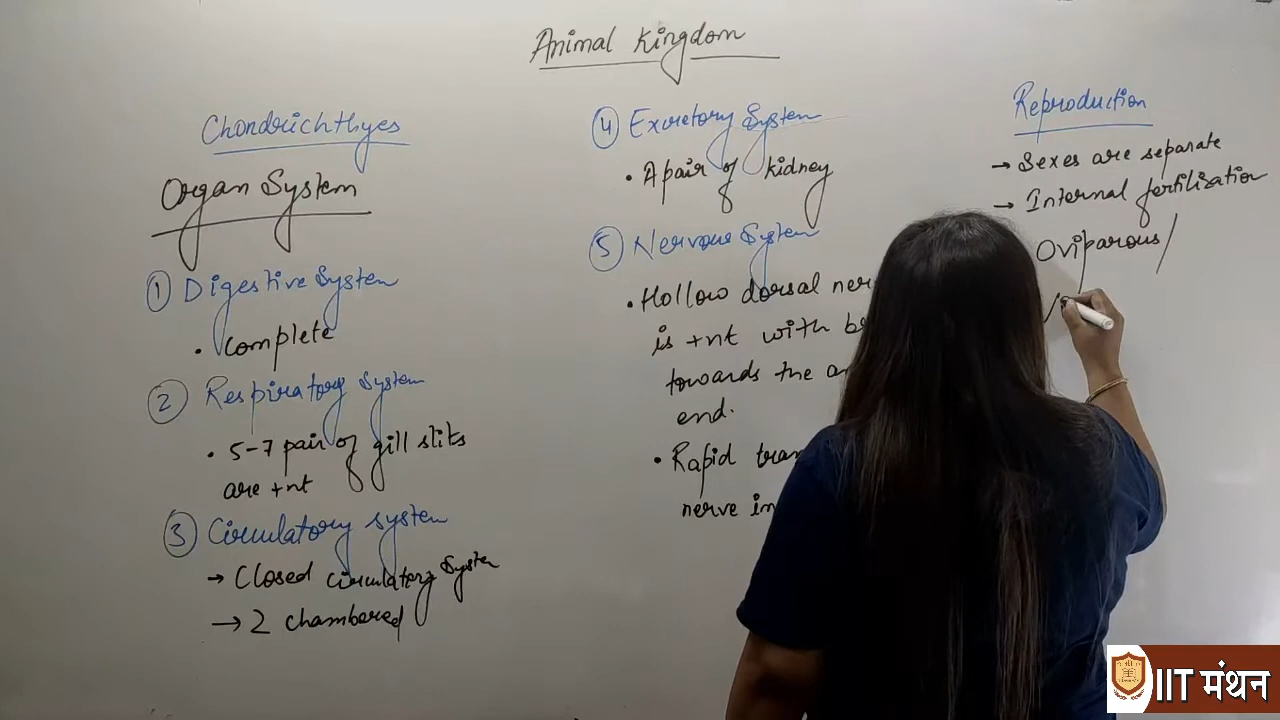 Animal Kingdom
Chondrichthyes
Organ System
① Digestive System
• Complete
② Respiratory System
• 5-7 pair of gill slits
are +nt
③ Circulatory system
→ Closed circulatory System
→ 2 chambered
④ Excretory System
• A pair of kidney
⑤ Nervous System
• Hollow dorsal ner
is +nt with b
towards the an
end.
• Rapid tran
nerve im
Reproduction
→ Sexes are separate
→ Internal fertilisation
Oviparous/
IIT मंथन